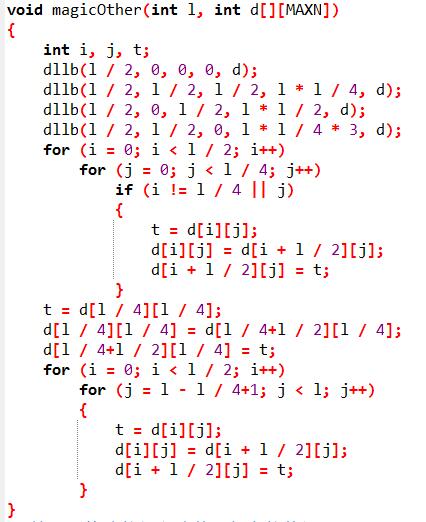 void magicOther(int l, int d[][MAXN])
{
    int i, j, t;
    dllb(l / 2, 0, 0, 0, d);
    dllb(l / 2, l / 2, l / 2, l * l / 4, d);
    dllb(l / 2, 0, l / 2, l * l / 2, d);
    dllb(l / 2, l / 2, 0, l * l / 4 * 3, d);
    for (i = 0; i < l / 2; i++)
        for (j = 0; j < l / 4; j++)
            if (i != l / 4 || j)
            {
                t = d[i][j];
                d[i][j] = d[i + l / 2][j];
                d[i + l / 2][j] = t;
            }
    t = d[l / 4][l / 4];
    d[l / 4][l / 4] = d[l / 4+l / 2][l / 4];
    d[l / 4+l / 2][l / 4] = t;
    for (i = 0; i < l / 2; i++)
        for (j = l - l / 4+1; j < l; j++)
        {
            t = d[i][j];
            d[i][j] = d[i + l / 2][j];
            d[i + l / 2][j] = t;
        }
}